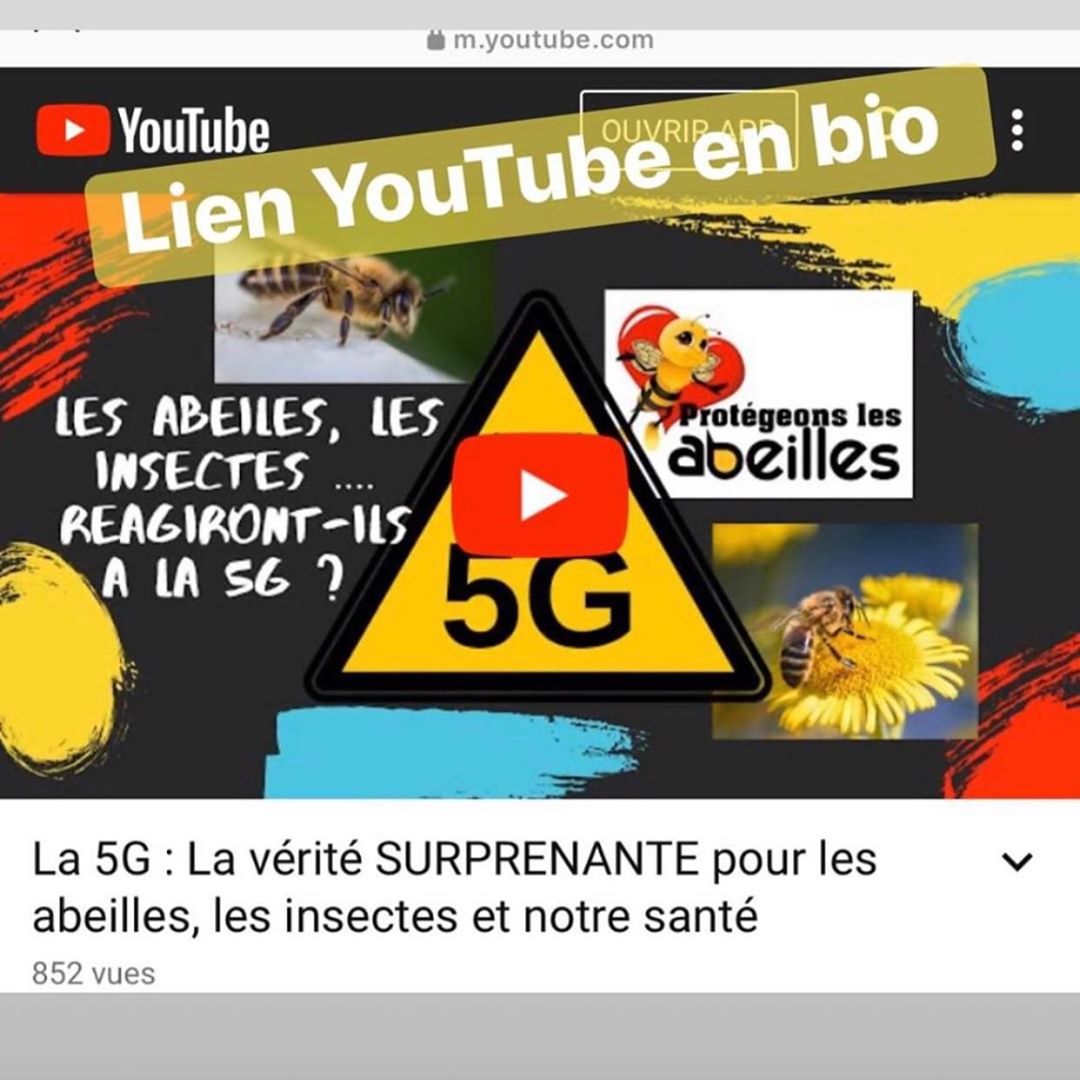 m.youtube.com
YouTube
OUVRIR APP
Lien YouTube en bio
LES ABEILES, LES
INSECTES ....
REAGIRONT-ILS
A LA 5G ?
Protégeons les
abeilles
5G
La 5G : La vérité SURPRENANTE pour les
abeilles, les insectes et notre santé
852 vues